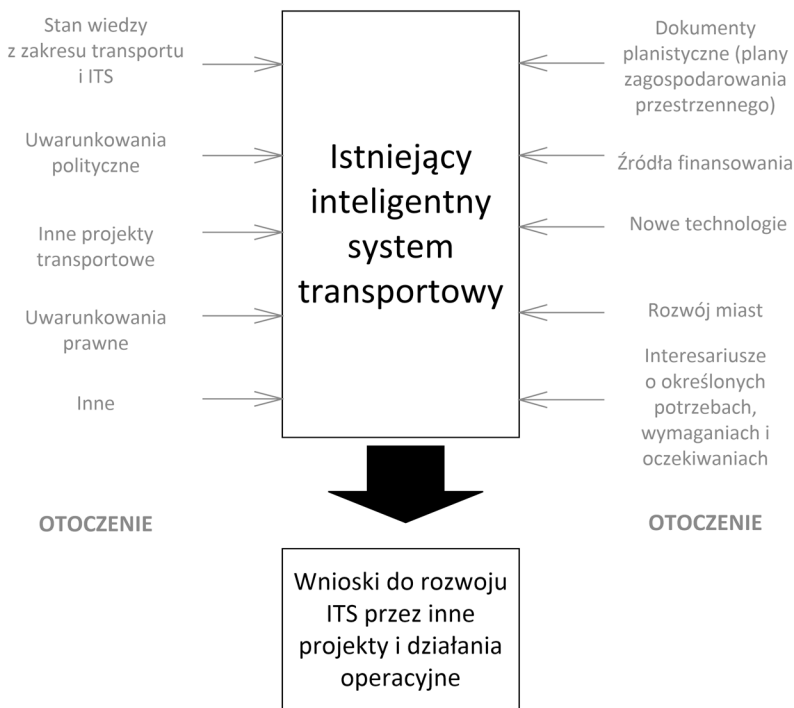 Stan wiedzy
z zakresu transportu
i ITS
Uwarunkowania
polityczne
Inne projekty
transportowe
Uwarunkowania
prawne
Inne
OTOCZENIE
Istniejący
inteligentny
system
transportowy
Dokumenty
planistyczne (plany
zagospodarowania
przestrzennego)
Źródła finansowania
Nowe technologie
Rozwój miast
Interesariusze
o określonych
potrzebach,
wymaganiach i
oczekiwaniach
OTOCZENIE
Wnioski do rozwoju
ITS przez inne
projekty i działania
operacyjne